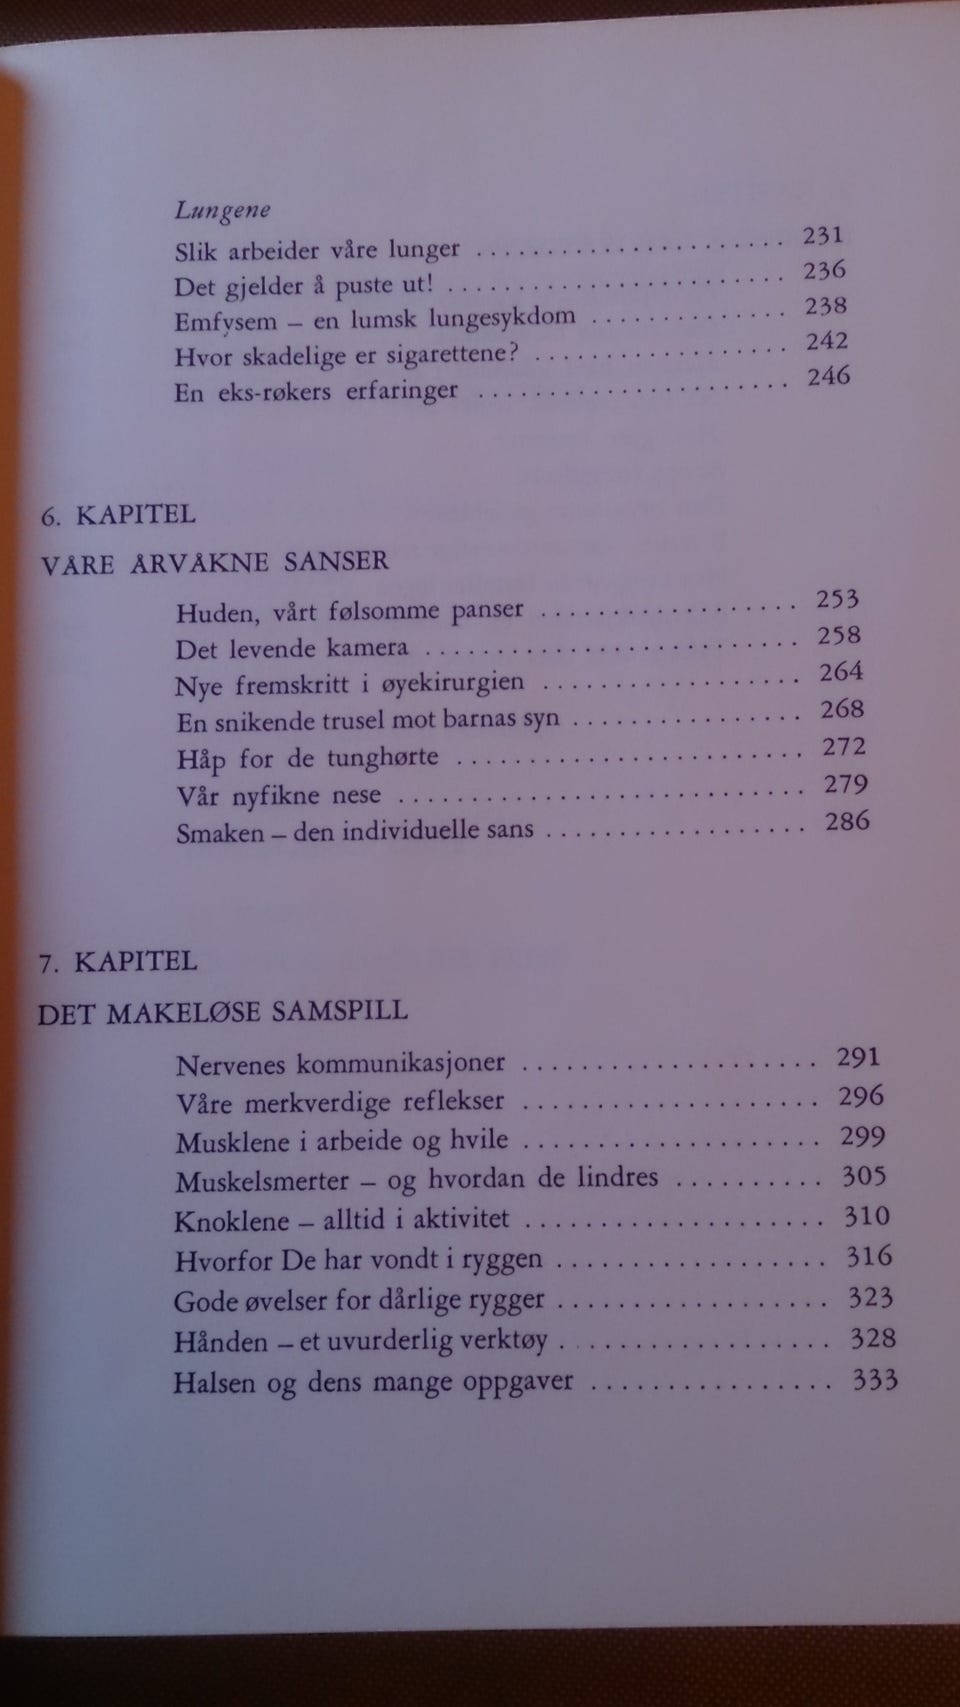 Lungene
Slik arbeider våre lunger ...................... 231
Det gjelder å puste ut! ........................ 236
Emfysem – en lumsk lungesykdom .............. 238
Hvor skadelige er sigarettene? .................. 242
En eks-røkers erfaringer ...................... 246
6. KAPITEL
VÅRE ÅRVÅKNE SANSER
Huden, vårt følsomme panser .................. 253
Det levende kamera .......................... 258
Nye fremskritt i øyekirurgien .................. 264
En snikende trusel mot barnas syn ................ 268
Håp for de tunghørte ........................ 272
Vår nyfikne nese ............................ 279
Smaken – den individuelle sans .................. 286
7. KAPITEL
DET MAKELØSE SAMSPILL
Nervenes kommunikasjoner .................... 291
Våre merkverdige reflekser .................... 296
Musklene i arbeide og hvile .................... 299
Muskelsmerter – og hvordan de lindres .......... 305
Knoklene – alltid i aktivitet .................... 310
Hvorfor De har vondt i ryggen .................. 316
Gode øvelser for dårlige rygger .................. 323
Hånden – et uvurderlig verktøy .................. 328
Halsen og dens mange oppgaver ................ 333